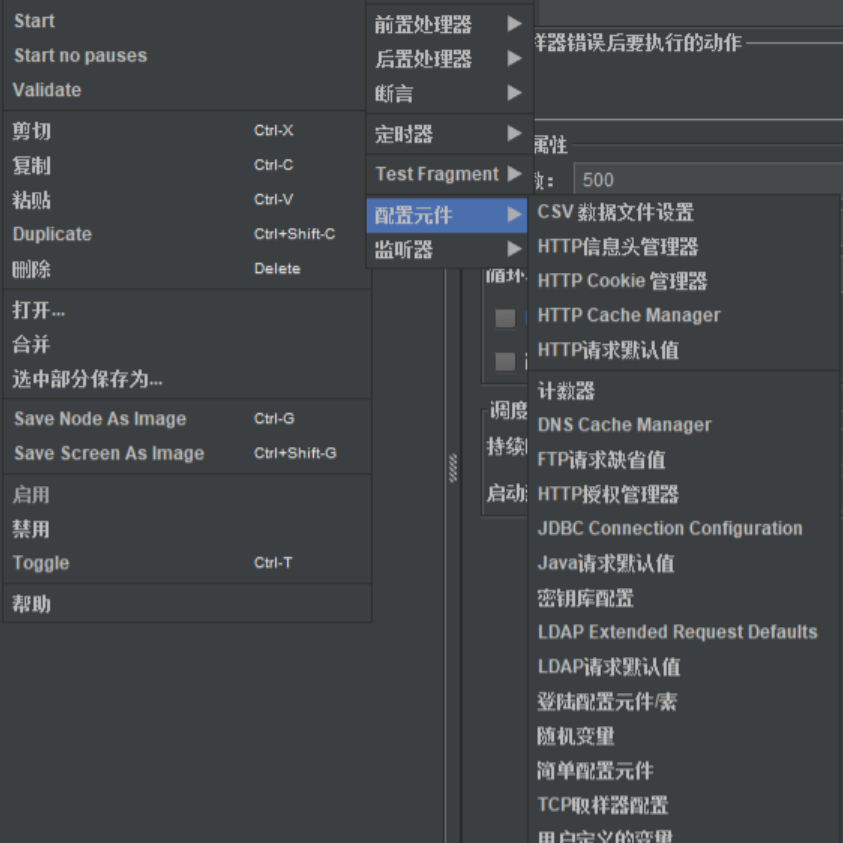 Start
Start no pauses
Validate
剪切 Ctrl-X
复制 Ctrl-C
粘贴 Ctrl-V
Duplicate Ctrl+Shift-C
删除 Delete
打开...
合并
选中部分保存为...
Save Node As Image Ctrl-G
Save Screen As Image Ctrl+Shift-G
启用
禁用
Toggle Ctrl-T
帮助
前置处理器
后置处理器
断言
定时器
Test Fragment
配置元件
监听器
样器错误后要执行的动作
属性
数： 500
循环
调度
持续
启动
CSV 数据文件设置
HTTP信息头管理器
HTTP Cookie 管理器
HTTP Cache Manager
HTTP请求默认值
计数器
DNS Cache Manager
FTP请求缺省值
HTTP授权管理器
JDBC Connection Configuration
Java请求默认值
密钥库配置
LDAP Extended Request Defaults
LDAP请求默认值
登陆配置元件/素
随机变量
简单配置元件
TCP取样器配置
用户定义的变量